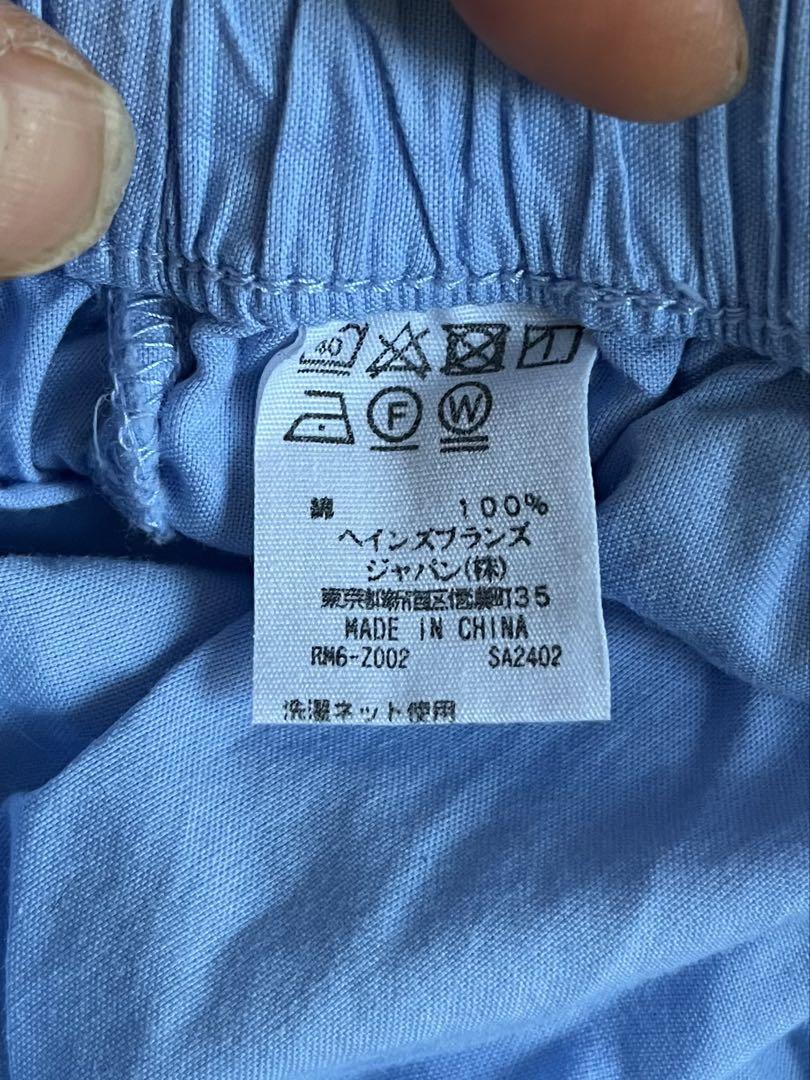 40
F W
綿 100%
ヘインズブランズ
ジャパン(株)
東京都新宿区信濃町35
MADE IN CHINA
RM6-Z002 SA2402
洗濯ネット使用